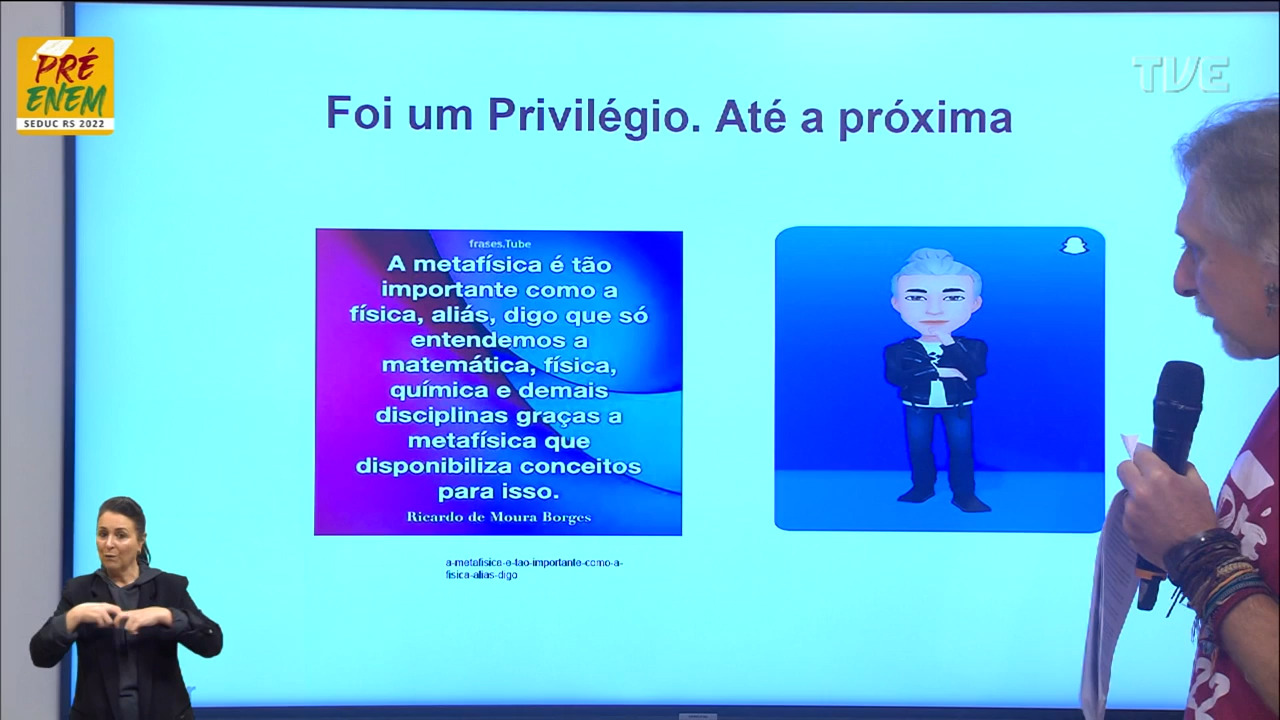 PRÉ
ENEM
SEDUC RS 2022
TVE
Foi um Privilégio. Até a próxima
frases.Tube
A metafísica é tão
importante como a
física, aliás, digo que só
entendemos a
matemática, física,
química e demais
disciplinas graças a
metafísica que
disponibiliza conceitos
para isso.
Ricardo de Moura Borges
a-metafisica-e-tao-importante-como-a-
fisica-alias-digo